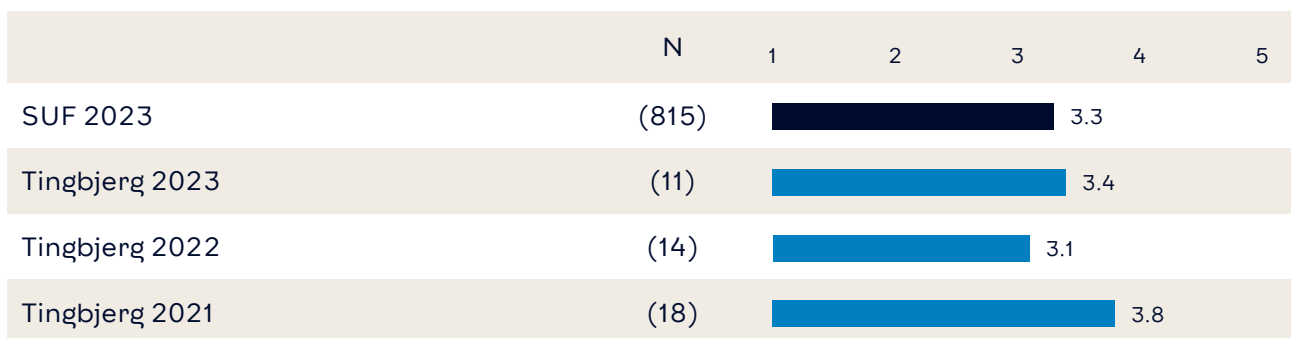 N 1 2 3 4 5
SUF 2023 (815) 3.3
Tingbjerg 2023 (11) 3.4
Tingbjerg 2022 (14) 3.1
Tingbjerg 2021 (18) 3.8